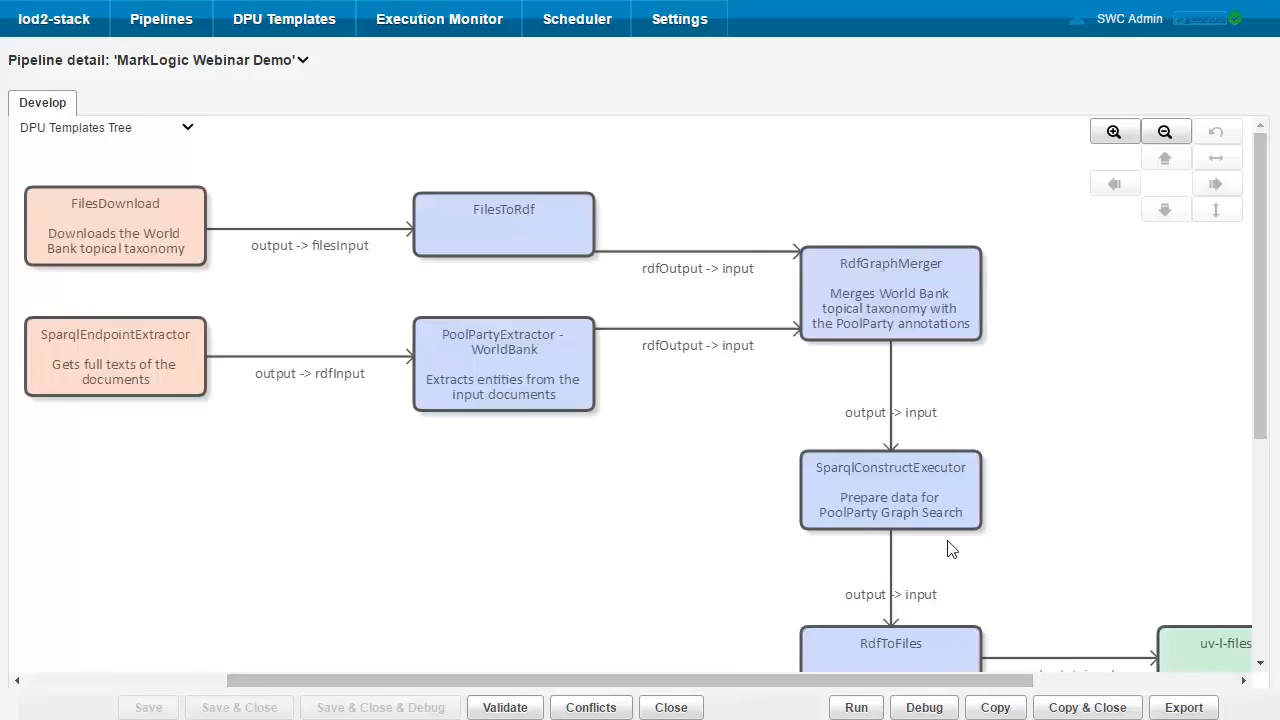 lod2-stack
Pipelines
DPU Templates
Execution Monitor
Scheduler
Settings
SWC Admin
Pipeline detail: 'MarkLogic Webinar Demo'
Develop
DPU Templates Tree
FilesDownload
Downloads the World
Bank topical taxonomy
output -> filesInput
FilesToRdf
rdfOutput -> input
RdfGraphMerger
Merges World Bank
topical taxonomy with
the PoolParty annotations
SparqlEndpointExtractor
Gets full texts of the
documents
output -> rdfInput
PoolPartyExtractor -
WorldBank
Extracts entities from the
input documents
rdfOutput -> input
output -> input
SparqlConstructExecutor
Prepare data for
PoolParty Graph Search
output -> input
RdfToFiles
uv-l-files
Save
Save & Close
Save & Close & Debug
Validate
Conflicts
Close
Run
Debug
Copy
Copy & Close
Export